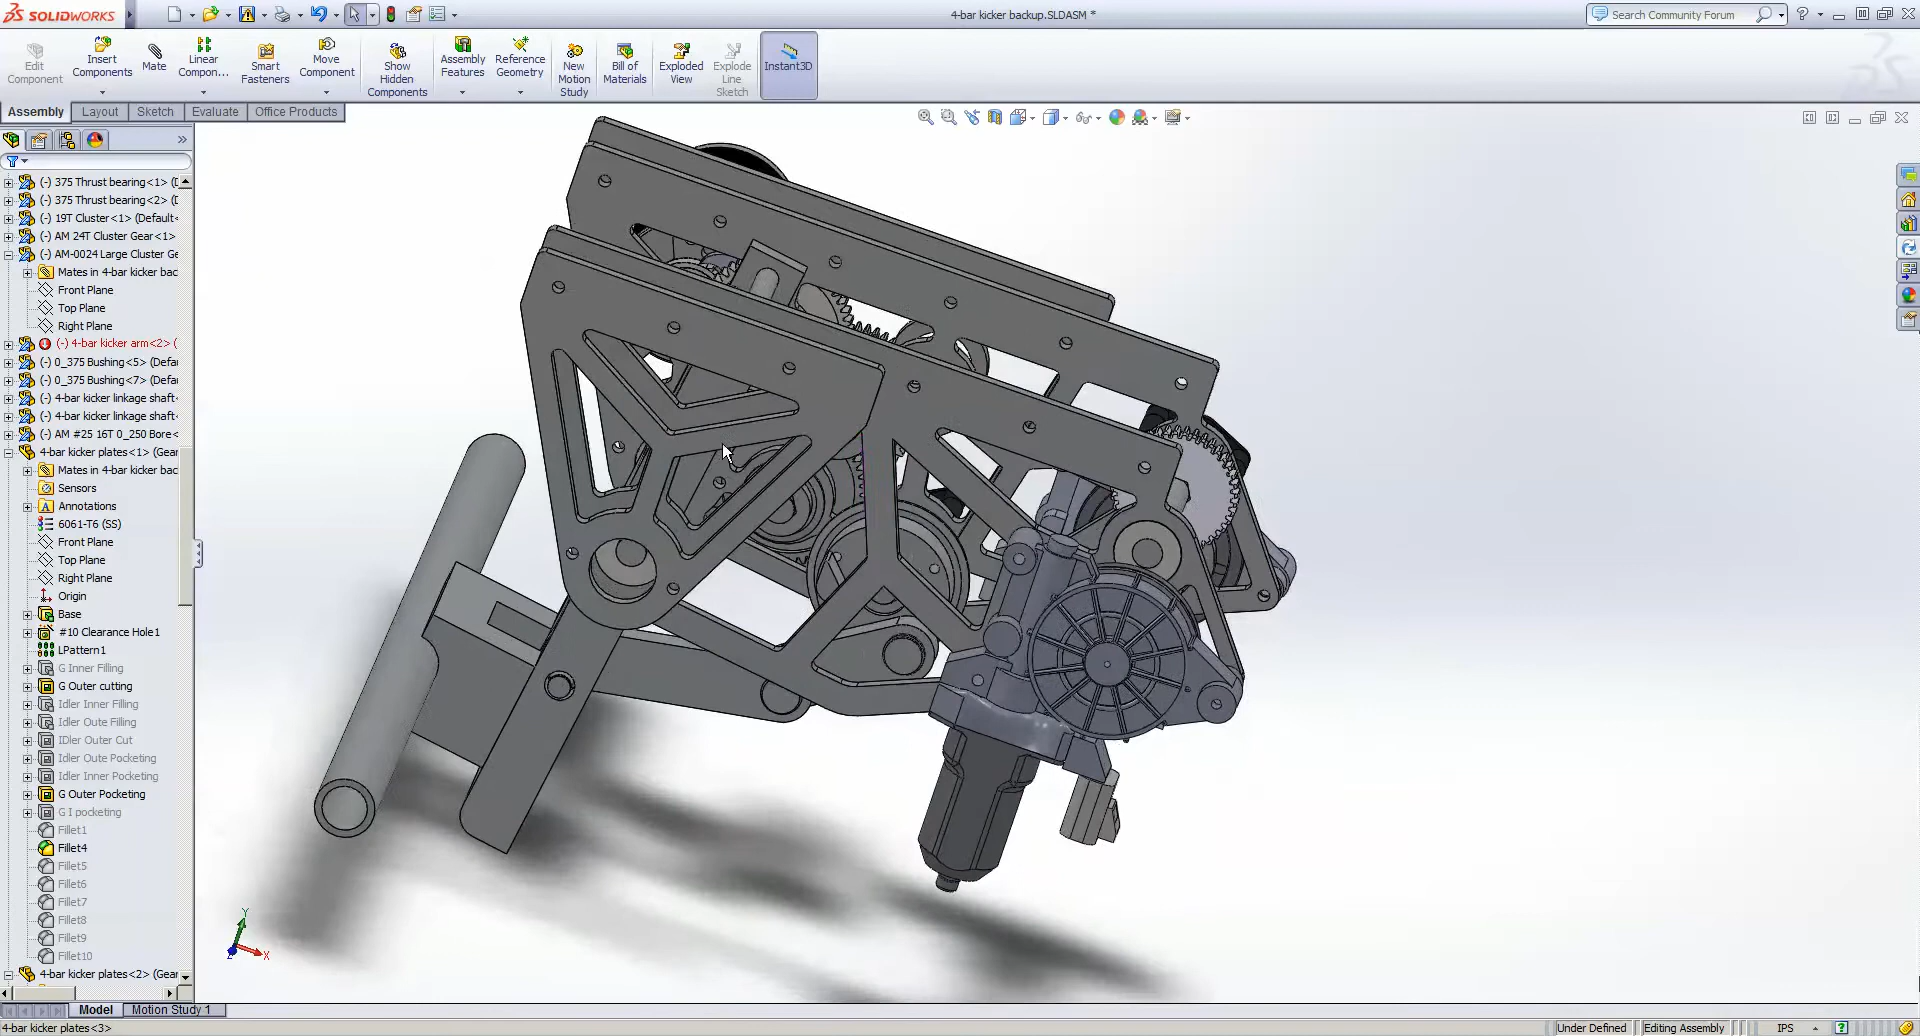 SOLIDWORKS
4-bar kicker backup.SLDASM *
Search Community Forum
Edit Component
Insert Components
Mate
Linear Compon...
Smart Fasteners
Move Component
Show Hidden Components
Assembly Features
Reference Geometry
New Motion Study
Bill of Materials
Exploded View
Explode Line Sketch
Instant3D
Assembly
Layout
Sketch
Evaluate
Office Products
(-) 375 Thrust bearing<1> (D
(-) 375 Thrust bearing<2> (D
(-) 19T Cluster<1> (Default<
(-) AM 24T Cluster Gear<1>
(-) AM-0024 Large Cluster Ge
Mates in 4-bar kicker bac
Front Plane
Top Plane
Right Plane
(-) 4-bar kicker arm<2> (
(-) 0_375 Bushing<5> (Defau
(-) 0_375 Bushing<7> (Defau
(-) 4-bar kicker linkage shaft<
(-) 4-bar kicker linkage shaft<
(-) AM #25 16T 0_250 Bore<
4-bar kicker plates<1> (Gear
Mates in 4-bar kicker bac
Sensors
Annotations
6061-T6 (SS)
Front Plane
Top Plane
Right Plane
Origin
Base
#10 Clearance Hole1
LPattern1
G Inner Filling
G Outer cutting
Idler Inner Filling
Idler Oute Filling
IDler Outer Cut
Idler Oute Pocketing
Idler Inner Pocketing
G Outer Pocketing
G I pocketing
Fillet1
Fillet4
Fillet5
Fillet6
Fillet7
Fillet8
Fillet9
Fillet10
4-bar kicker plates<2> (Gear
Y
X
Z
Model
Motion Study 1
4-bar kicker plates<3>
Under Defined
Editing Assembly
IPS